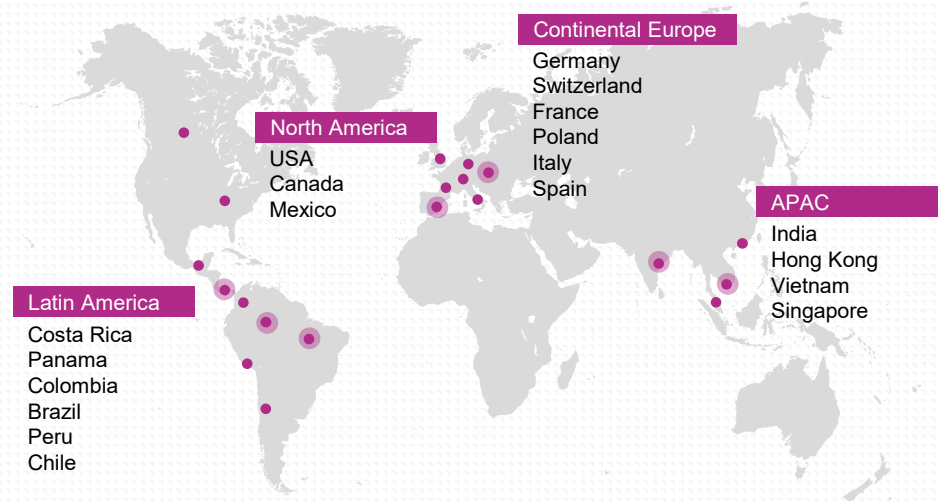 Continental Europe
Germany
Switzerland
France
Poland
Italy
Spain
North America
USA
Canada
Mexico
APAC
India
Hong Kong
Vietnam
Singapore
Latin America
Costa Rica
Panama
Colombia
Brazil
Peru
Chile